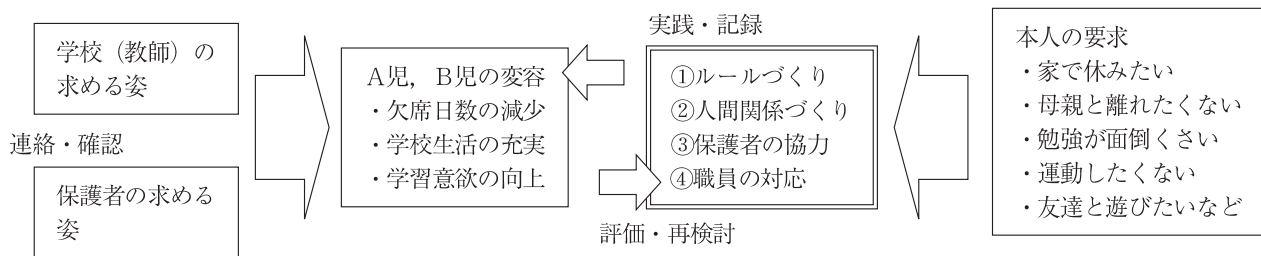 学校（教師）の
求める姿
連絡・確認
保護者の求める
姿
A児，B児の変容
・欠席日数の減少
・学校生活の充実
・学習意欲の向上
実践・記録
①ルールづくり
②人間関係づくり
③保護者の協力
④職員の対応
評価・再検討
本人の要求
・家で休みたい
・母親と離れたくない
・勉強が面倒くさい
・運動したくない
・友達と遊びたいなど